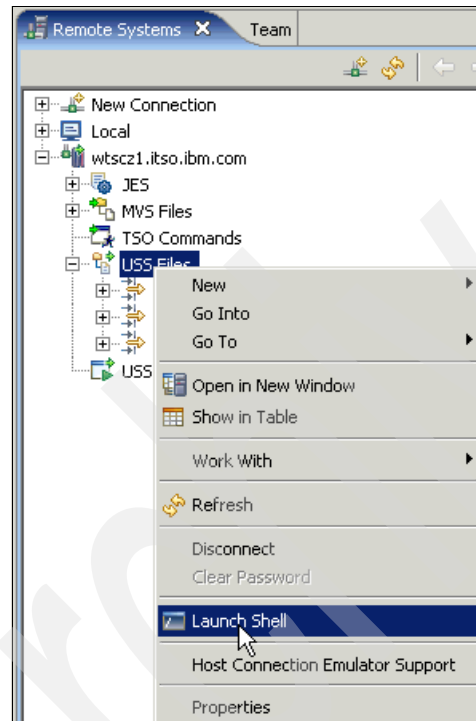 Remote Systems
Team
New Connection
Local
wtscz1.itso.ibm.com
JES
MVS Files
TSO Commands
USS Files
USS
New
Go Into
Go To
Open in New Window
Show in Table
Work With
Refresh
Disconnect
Clear Password
Launch Shell
Host Connection Emulator Support
Properties